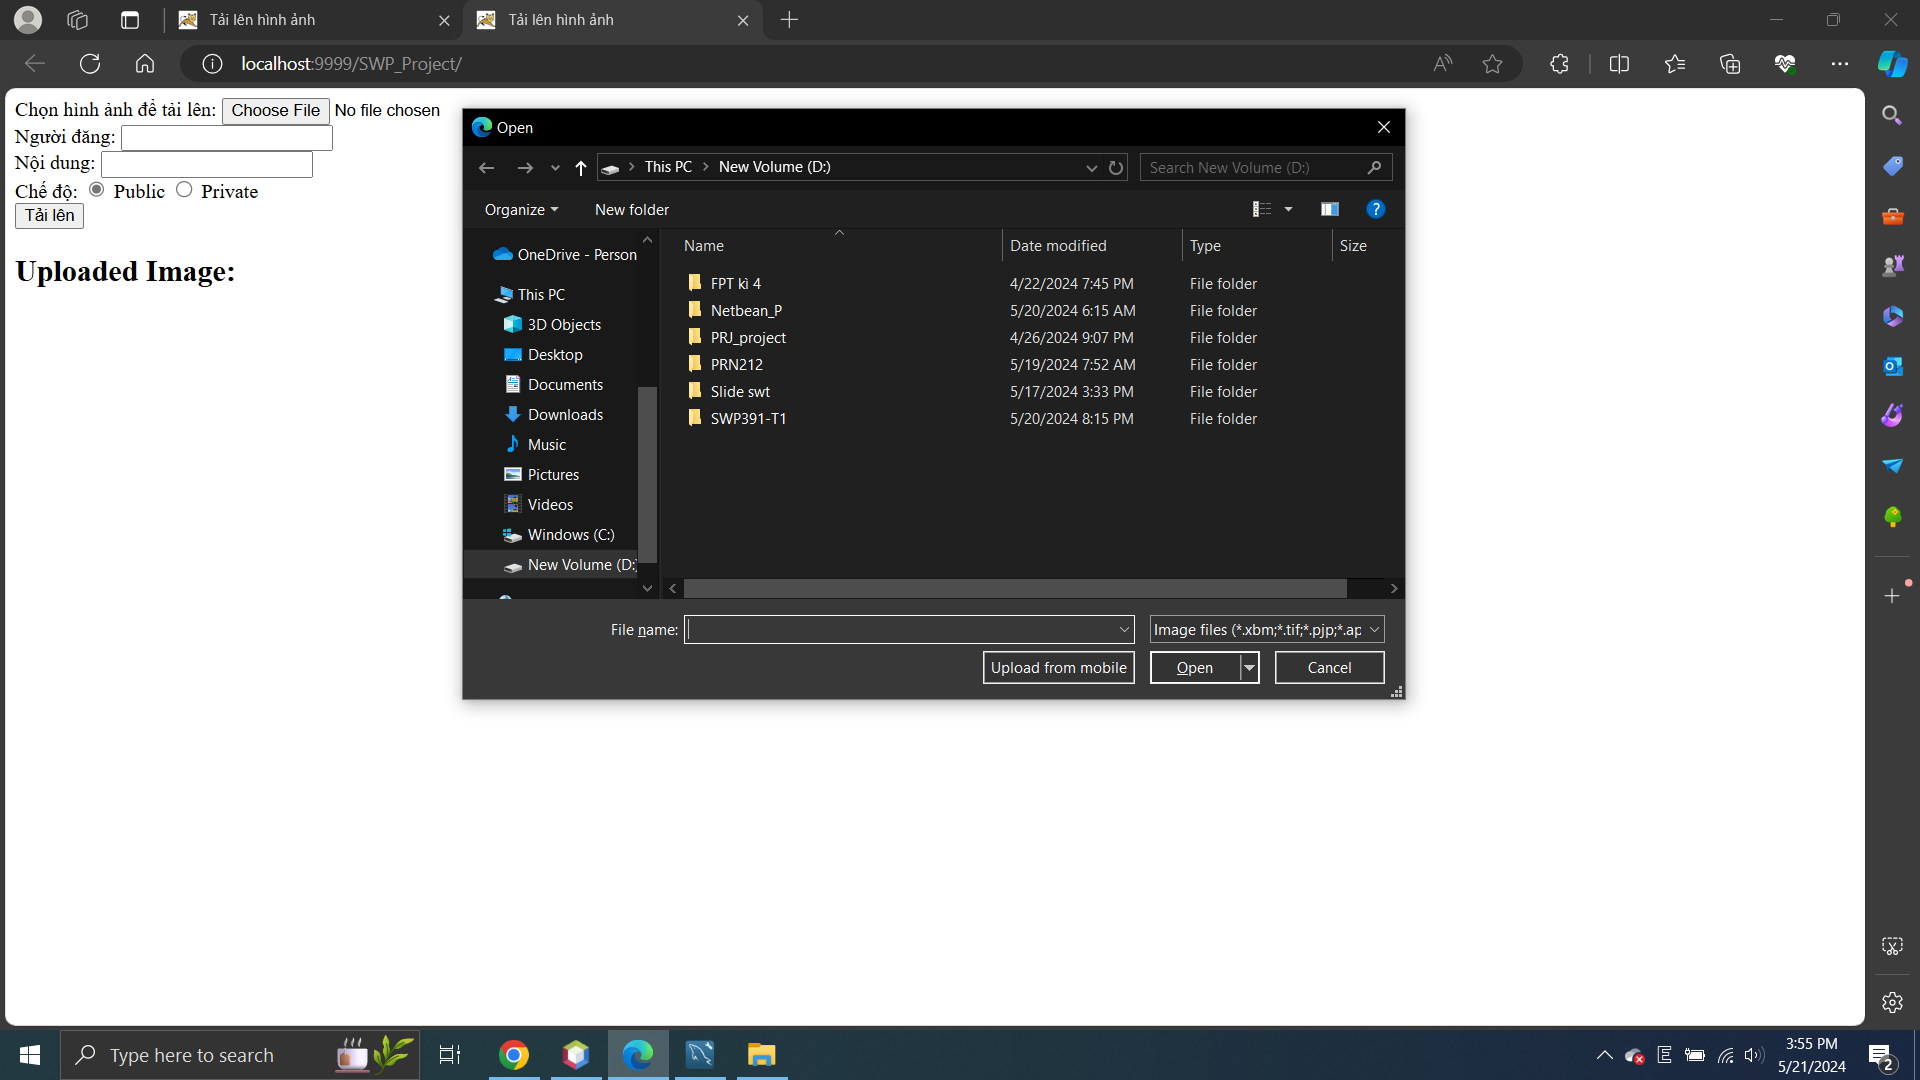 Tải lên hình ảnh
Tải lên hình ảnh
localhost:9999/SWP_Project/
Chọn hình ảnh để tải lên: Choose File No file chosen
Người đăng:
Nội dung:
Chế độ: Public Private
Tải lên
Uploaded Image:
Open
This PC New Volume (D:)
Search New Volume (D:)
Organize New folder
OneDrive - Person
This PC
3D Objects
Desktop
Documents
Downloads
Music
Pictures
Videos
Windows (C:)
New Volume (D:)
Name Date modified Type Size
FPT kì 4 4/22/2024 7:45 PM File folder
Netbean_P 5/20/2024 6:15 AM File folder
PRJ_project 4/26/2024 9:07 PM File folder
PRN212 5/19/2024 7:52 AM File folder
Slide swt 5/17/2024 3:33 PM File folder
SWP391-T1 5/20/2024 8:15 PM File folder
File name: Image files (*.xbm;*.tif;*.pjp;*.ap
Upload from mobile Open Cancel
Type here to search
E
3:55 PM
5/21/2024
2